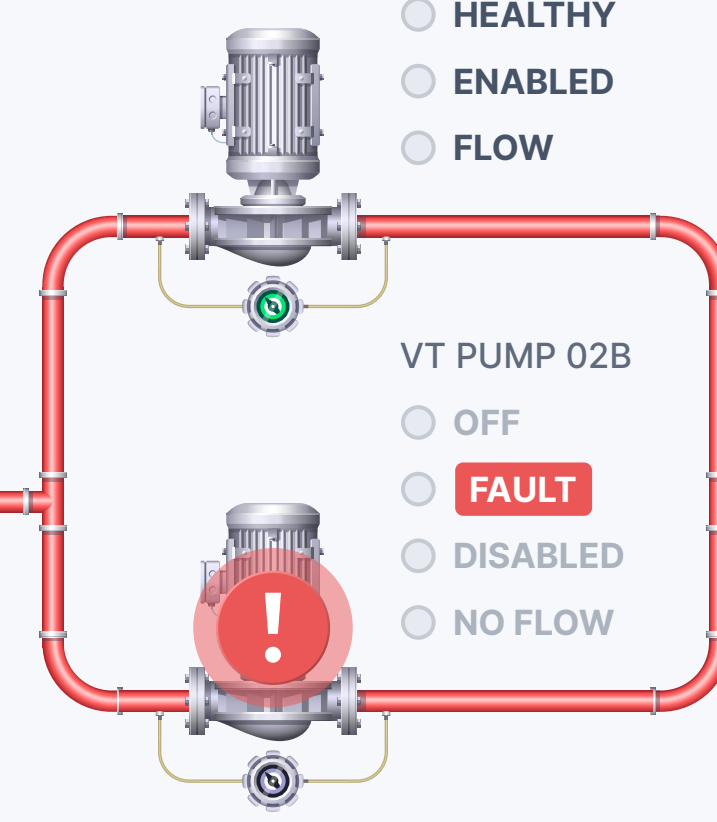 HEALTHY
ENABLED
FLOW
VT PUMP 02B
OFF
FAULT
DISABLED
NO FLOW
!